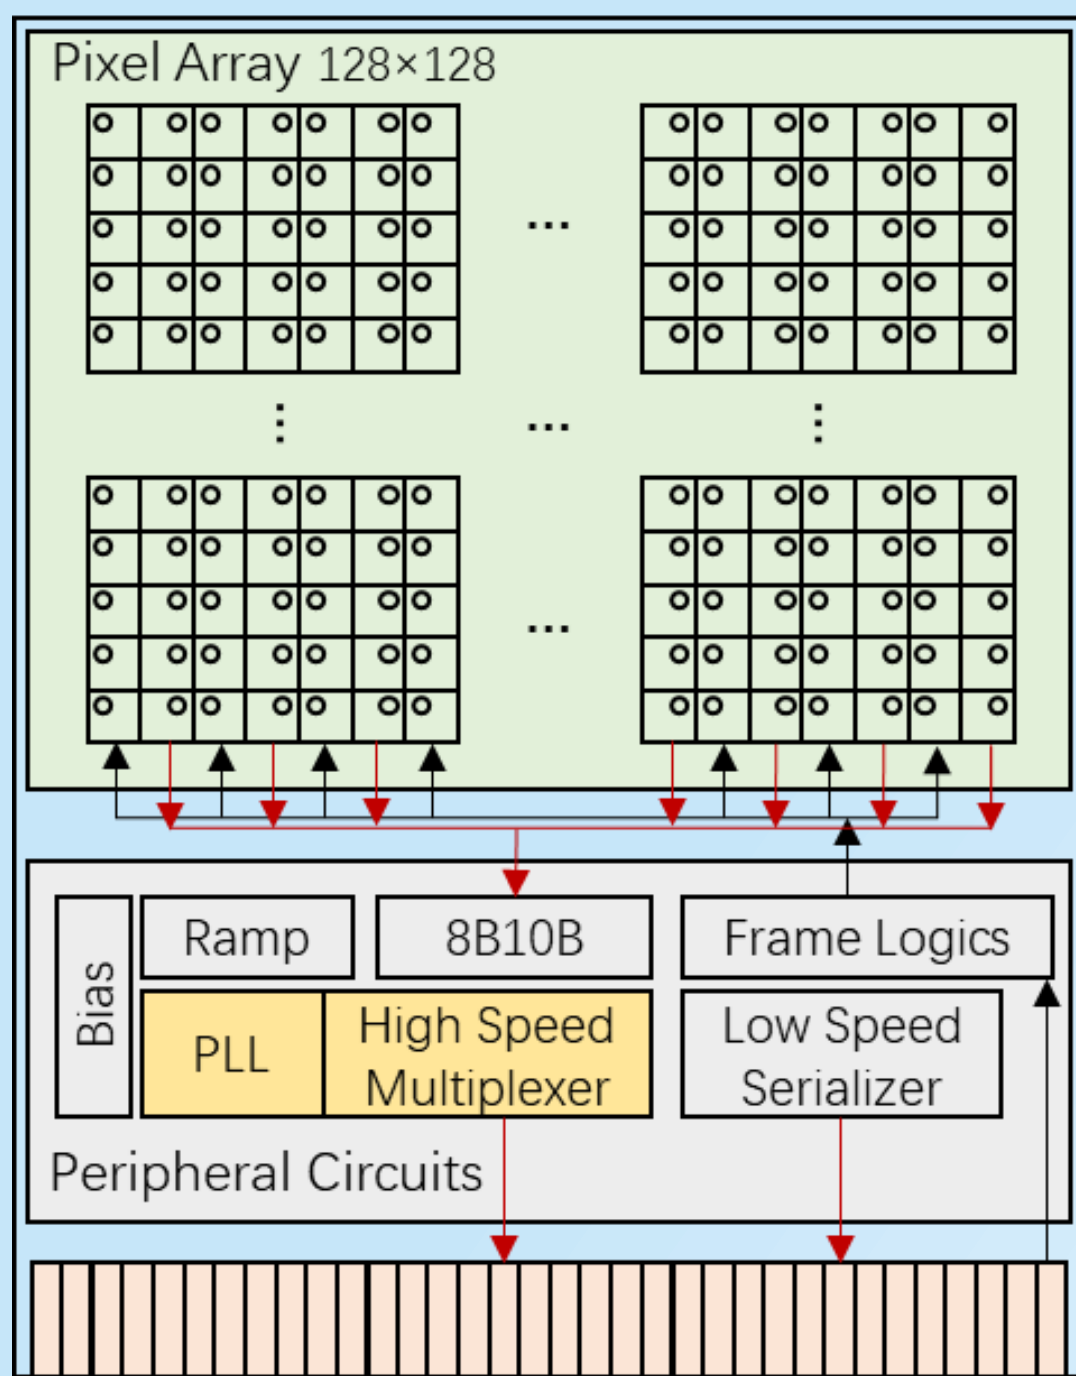 Pixel Array 128×128
...
...
...
Ramp
8B10B
Frame Logics
Bias
PLL
High Speed
Multiplexer
Low Speed
Serializer
Peripheral Circuits